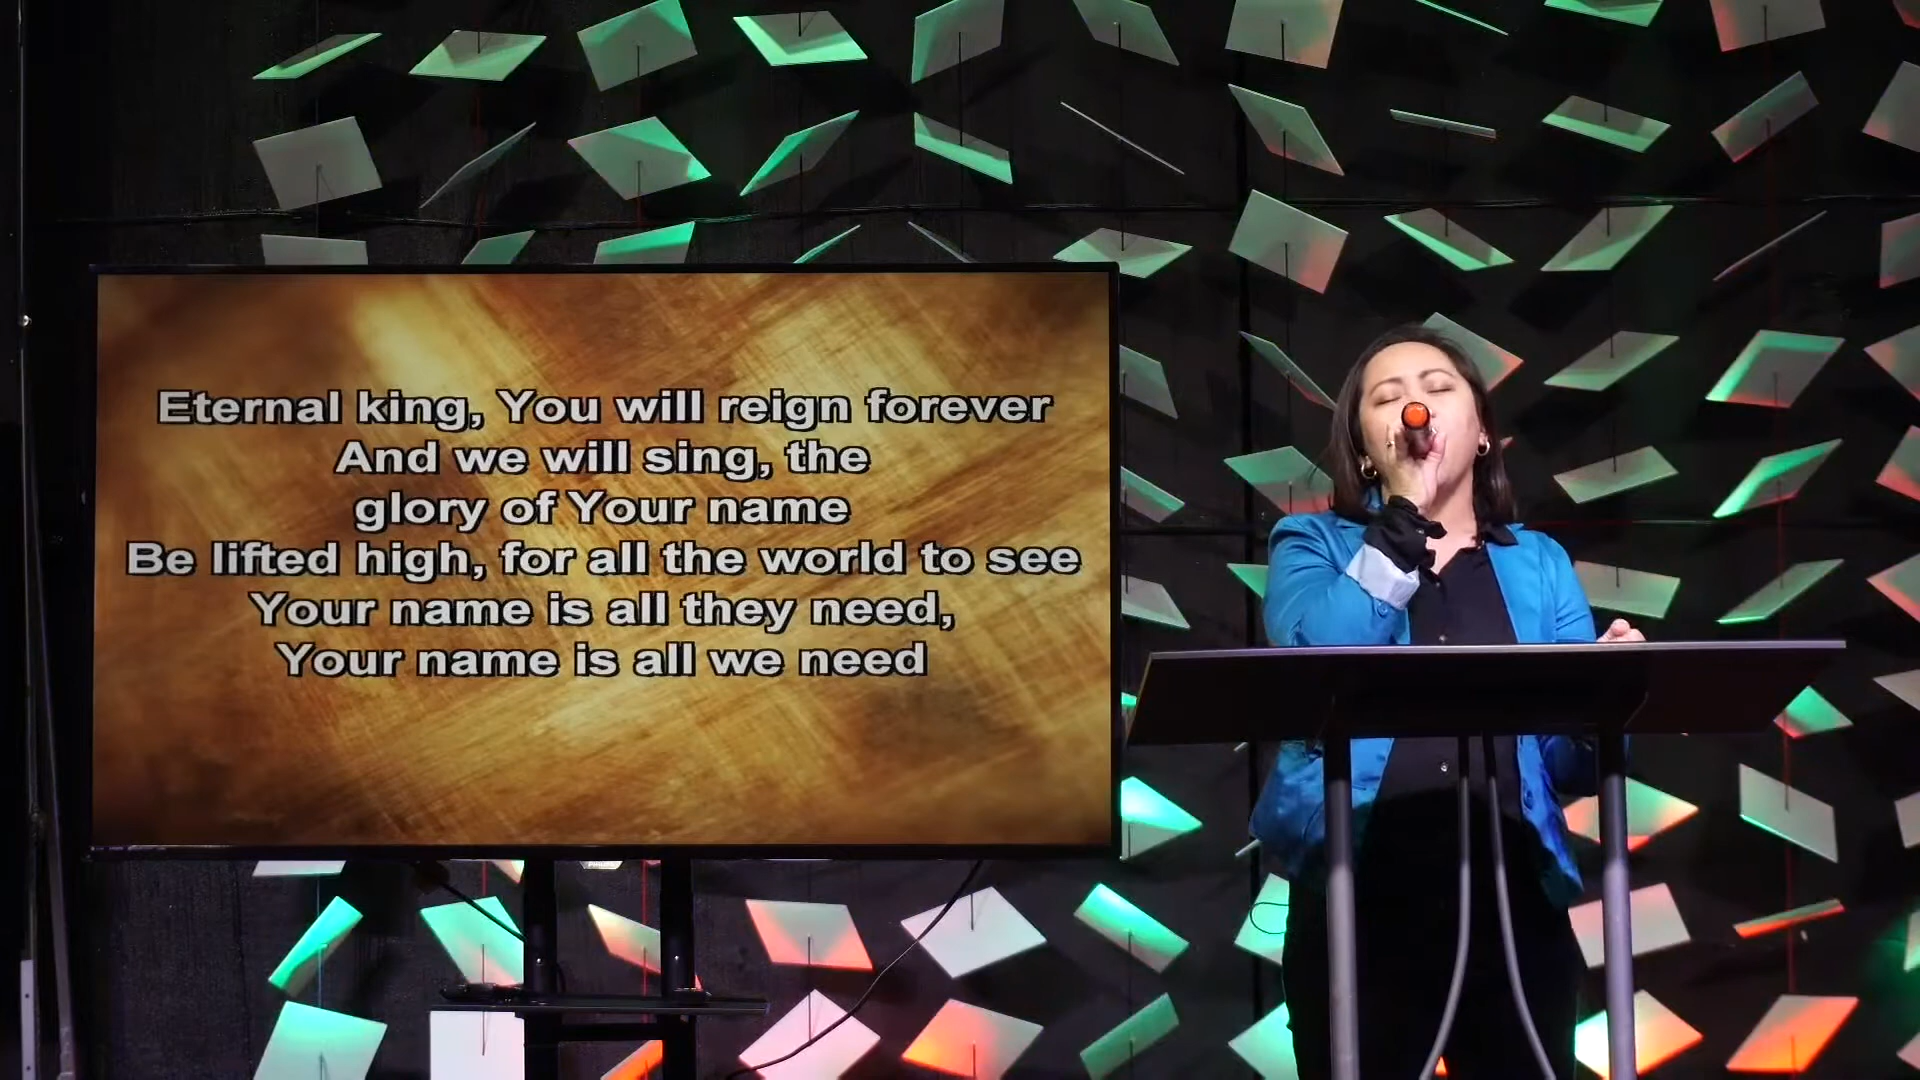 Eternal king, You will reign forever
And we will sing, the
glory of Your name
Be lifted high, for all the world to see
Your name is all they need,
Your name is all we need